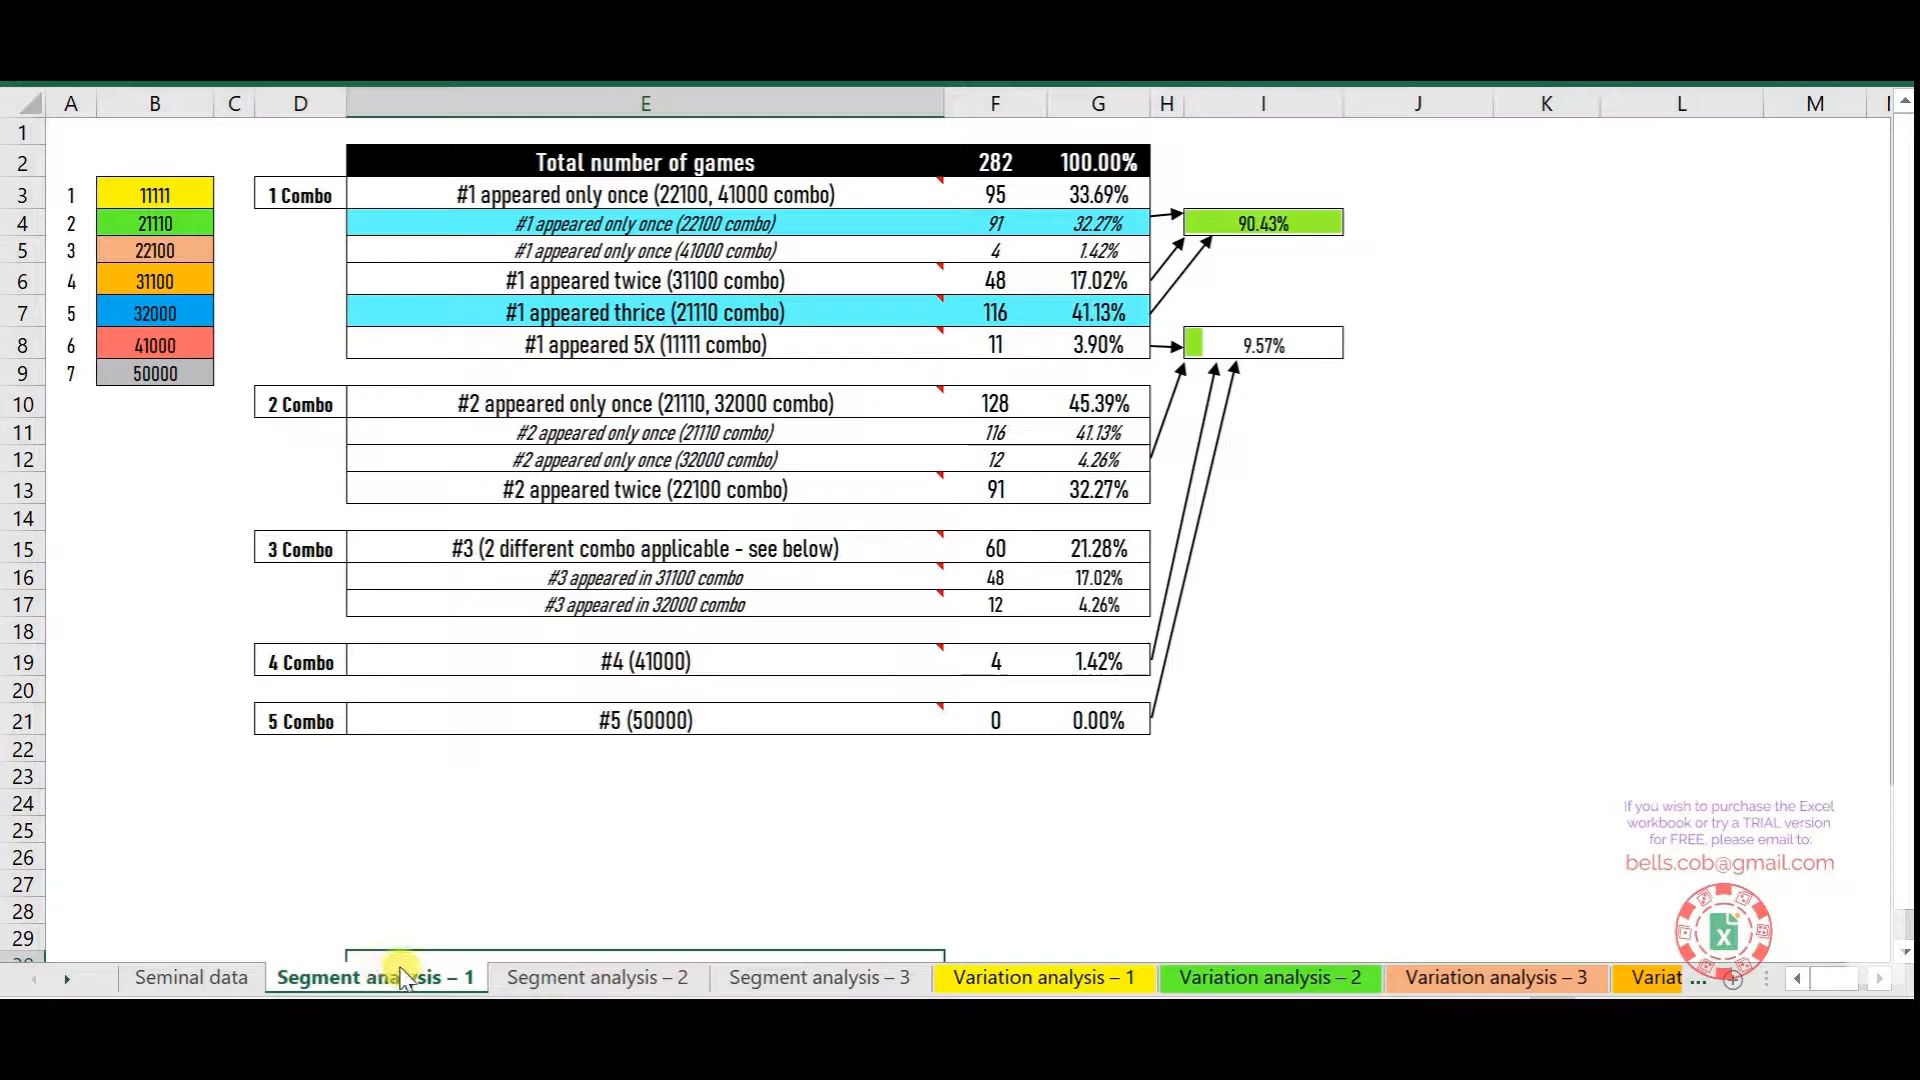 A B C D E F G H I J K L M
1
2 Total number of games 282 100.00%
3 1 11111 1 Combo #1 appeared only once (22100, 41000 combo) 95 33.69%
4 2 21110 #1 appeared only once (22100 combo) 91 32.27% 90.43%
5 3 22100 #1 appeared only once (41000 combo) 4 1.42%
6 4 31100 #1 appeared twice (31100 combo) 48 17.02%
7 5 32000 #1 appeared thrice (21110 combo) 116 41.13%
8 6 41000 #1 appeared 5X (11111 combo) 11 3.90% 9.57%
9 7 50000
10 2 Combo #2 appeared only once (21110, 32000 combo) 128 45.39%
11 #2 appeared only once (21110 combo) 116 41.13%
12 #2 appeared only once (32000 combo) 12 4.26%
13 #2 appeared twice (22100 combo) 91 32.27%
14
15 3 Combo #3 (2 different combo applicable - see below) 60 21.28%
16 #3 appeared in 31100 combo 48 17.02%
17 #3 appeared in 32000 combo 12 4.26%
18
19 4 Combo #4 (41000) 4 1.42%
20
21 5 Combo #5 (50000) 0 0.00%
22
23
24
25
26
27
28
29
If you wish to purchase the Excel
workbook or try a TRIAL version
for FREE, please email to:
bells.cob@gmail.com
X
Seminal data Segment analysis – 1 Segment analysis – 2 Segment analysis – 3 Variation analysis – 1 Variation analysis – 2 Variation analysis – 3 Variat ...